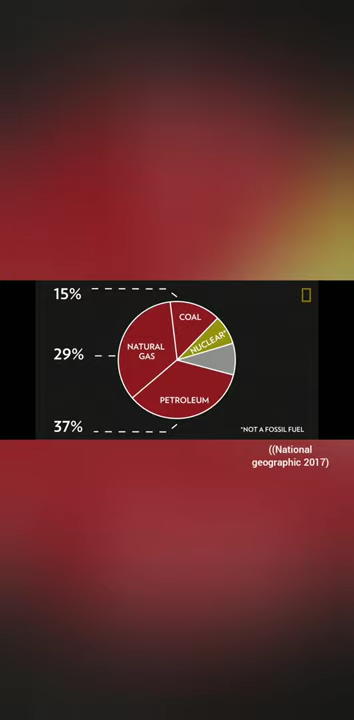 15%
COAL
NUCLEAR*
NATURAL
GAS
29%
PETROLEUM
37%
*NOT A FOSSIL FUEL
((National
geographic 2017)